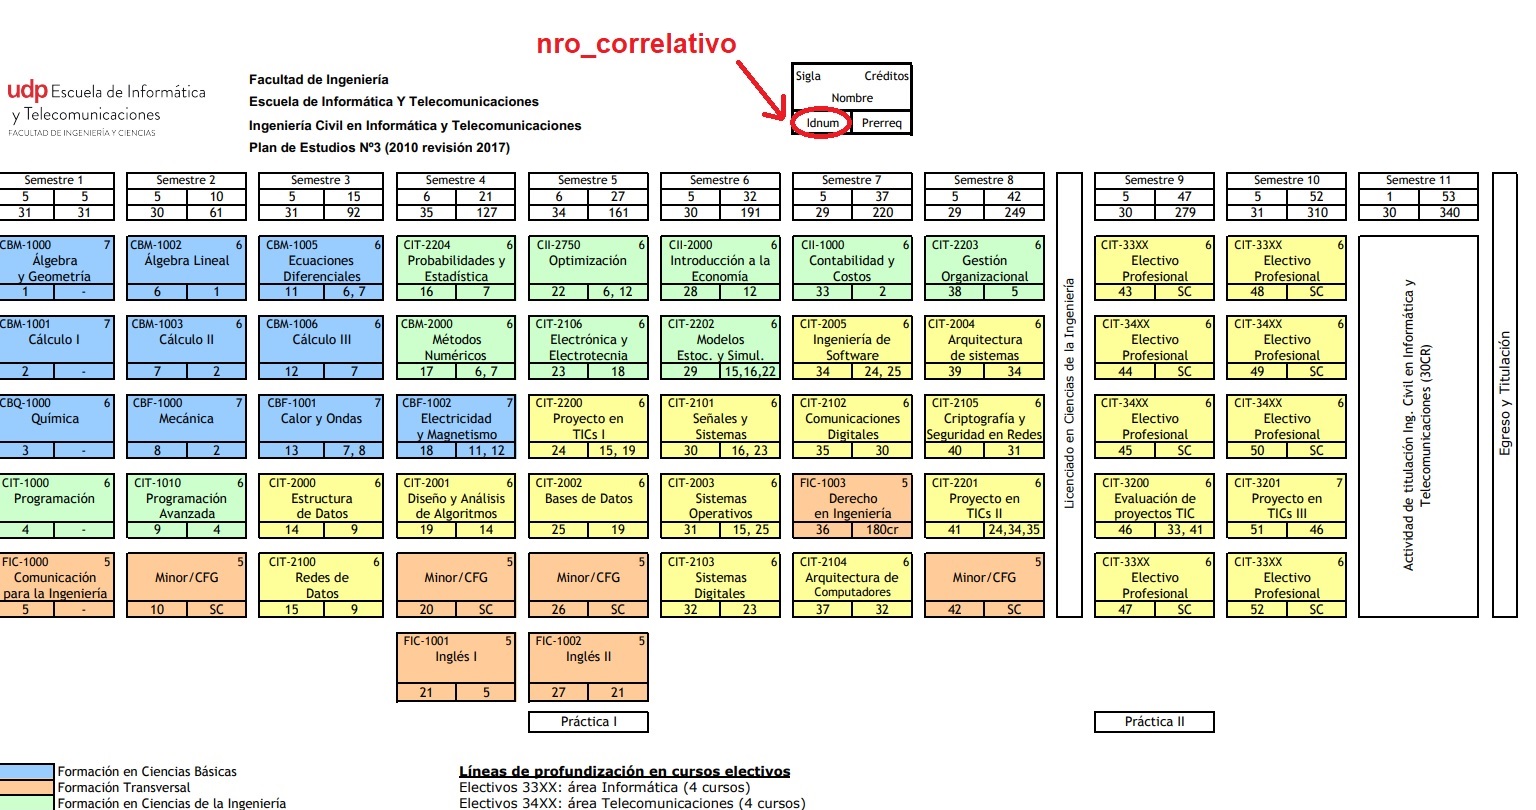 nro_correlativo
udp Escuela de Informática
y Telecomunicaciones
FACULTAD DE INGENIERÍA Y CIENCIAS
Facultad de Ingeniería
Escuela de Informática Y Telecomunicaciones
Ingeniería Civil en Informática y Telecomunicaciones
Plan de Estudios Nº3 (2010 revisión 2017)
Sigla Créditos
Nombre
Idnum Prerreq
Semestre 1
5 5
31 31
CBM-1000 7
Álgebra
y Geometría
1 -
CBM-1001 7
Cálculo I
2 -
CBQ-1000 6
Química
3 -
CIT-1000 6
Programación
4 -
FIC-1000 5
Comunicación
para la Ingeniería
5 -
Semestre 2
5 10
30 61
CBM-1002 6
Álgebra Lineal
6 1
CBM-1003 6
Cálculo II
7 2
CBF-1000 7
Mecánica
8 2
CIT-1010 6
Programación
Avanzada
9 4
5
Minor/CFG
10 SC
Semestre 3
5 15
31 92
CBM-1005 6
Ecuaciones
Diferenciales
11 6, 7
CBM-1006 6
Cálculo III
12 7
CBF-1001 7
Calor y Ondas
13 7, 8
CIT-2000 6
Estructura
de Datos
14 9
CIT-2100 6
Redes de
Datos
15 9
Semestre 4
6 21
35 127
CIT-2204 6
Probabilidades y
Estadística
16 7
CBM-2000 6
Métodos
Numéricos
17 6, 7
CBF-1002 7
Electricidad
y Magnetismo
18 11, 12
CIT-2001 6
Diseño y Análisis
de Algoritmos
19 14
5
Minor/CFG
20 SC
FIC-1001 5
Inglés I
21 5
Semestre 5
6 27
34 161
CII-2750 6
Optimización
22 6, 12
CIT-2106 6
Electrónica y
Electrotecnia
23 18
CIT-2200 6
Proyecto en
TICs I
24 15, 19
CIT-2002 6
Bases de Datos
25 19
5
Minor/CFG
26 SC
FIC-1002 5
Inglés II
27 21
Práctica I
Semestre 6
5 32
30 191
CII-2000 6
Introducción a la
Economía
28 12
CIT-2202 6
Modelos
Estoc. y Simul.
29 15,16,22
CIT-2101 6
Señales y
Sistemas
30 16, 23
CIT-2003 6
Sistemas
Operativos
31 15, 25
CIT-2103 6
Sistemas
Digitales
32 23
Semestre 7
5 37
29 220
CII-1000 6
Contabilidad y
Costos
33 2
CIT-2005 6
Ingeniería de
Software
34 24, 25
CIT-2102 6
Comunicaciones
Digitales
35 30
FIC-1003 5
Derecho
en Ingeniería
36 180cr
CIT-2104 6
Arquitectura de
Computadores
37 32
Semestre 8
5 42
29 249
CIT-2203 6
Gestión
Organizacional
38 5
CIT-2004 6
Arquitectura
de sistemas
39 34
CIT-2105 6
Criptografía y
Seguridad en Redes
40 31
CIT-2201 6
Proyecto en
TICs II
41 24,34,35
5
Minor/CFG
42 SC
Licenciado en Ciencias de la Ingeniería
Semestre 9
5 47
30 279
CIT-33XX 6
Electivo
Profesional
43 SC
CIT-34XX 6
Electivo
Profesional
44 SC
CIT-34XX 6
Electivo
Profesional
45 SC
CIT-3200 6
Evaluación de
proyectos TIC
46 33, 41
CIT-33XX 6
Electivo
Profesional
47 SC
Práctica II
Semestre 10
5 52
31 310
CIT-33XX 6
Electivo
Profesional
48 SC
CIT-34XX 6
Electivo
Profesional
49 SC
CIT-34XX 6
Electivo
Profesional
50 SC
CIT-3201 7
Proyecto en
TICs III
51 46
CIT-33XX 6
Electivo
Profesional
52 SC
Semestre 11
1 53
30 340
Actividad de titulación Ing. Civil en Informática y
Telecomunicaciones (30CR)
Egreso y Titulación
Formación en Ciencias Básicas
Formación Transversal
Formación en Ciencias de la Ingeniería
Líneas de profundización en cursos electivos
Electivos 33XX: área Informática (4 cursos)
Electivos 34XX: área Telecomunicaciones (4 cursos)